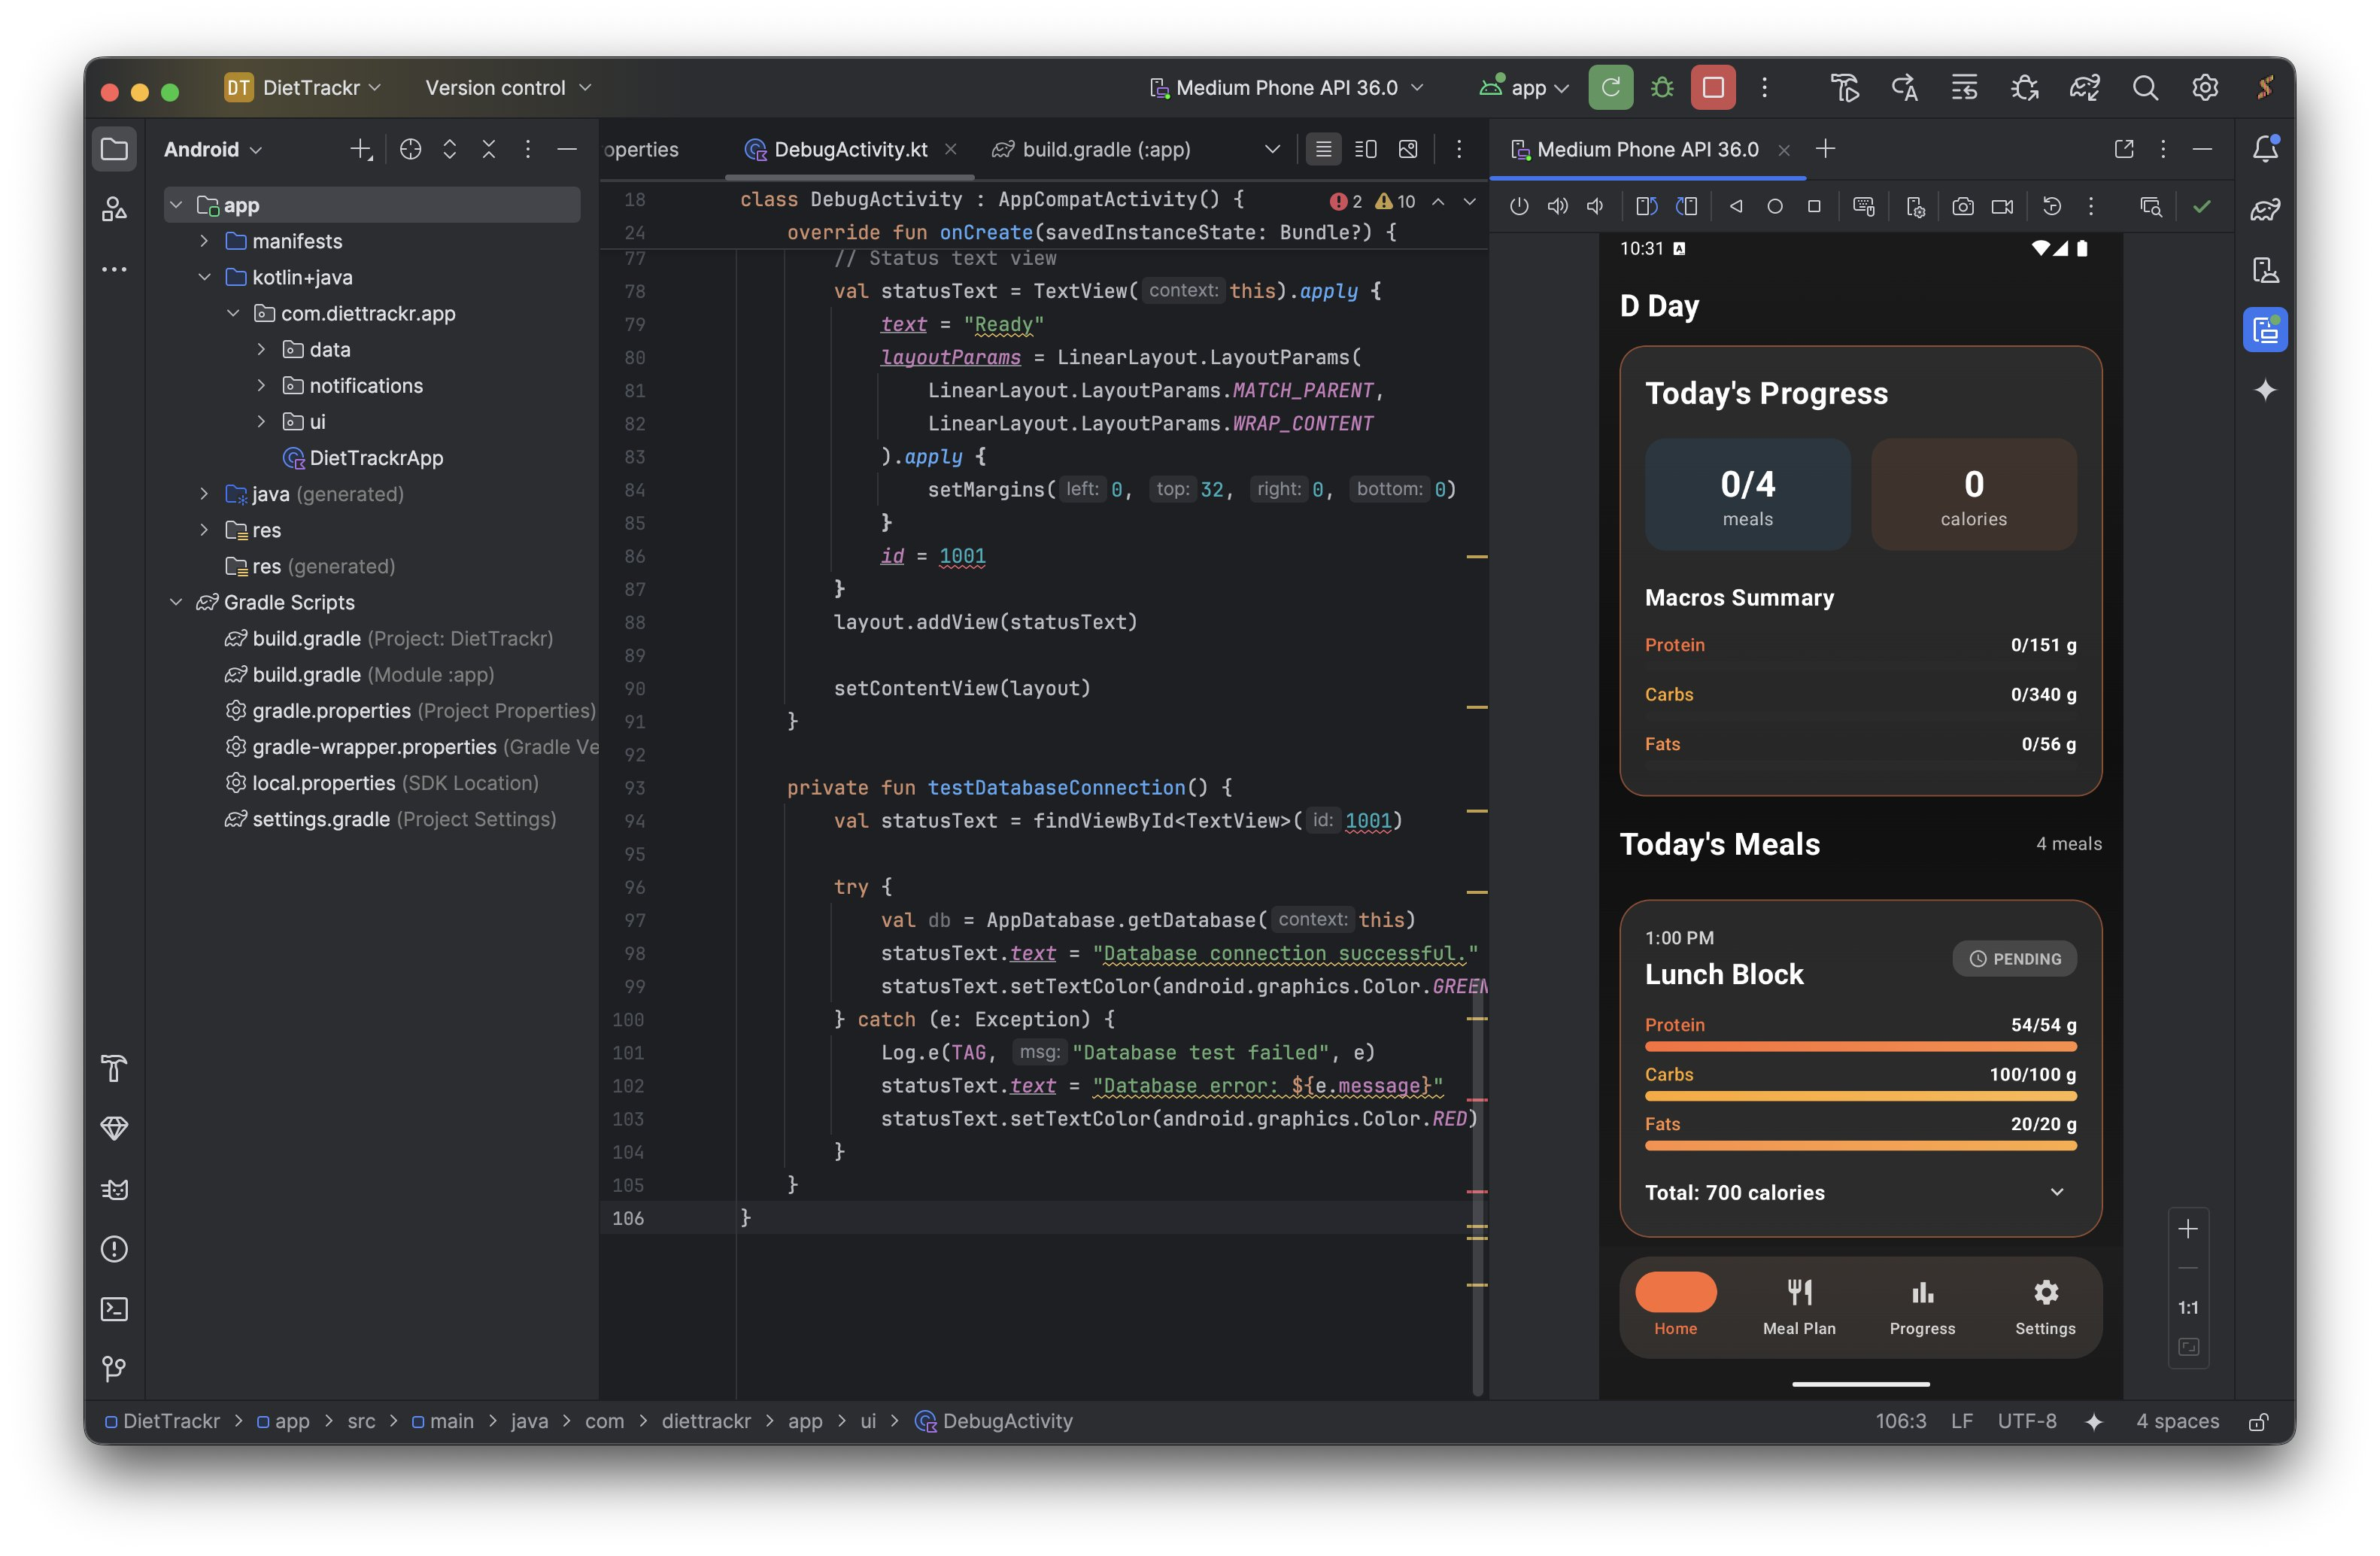 DT DietTrackr Version control Medium Phone API 36.0 app
Android
app
manifests
kotlin+java
com.diettrackr.app
data
notifications
ui
DietTrackrApp
java (generated)
res
res (generated)
Gradle Scripts
build.gradle (Project: DietTrackr)
build.gradle (Module :app)
gradle.properties (Project Properties)
gradle-wrapper.properties (Gradle Ve
local.properties (SDK Location)
settings.gradle (Project Settings)
operties DebugActivity.kt build.gradle (:app)
2 10
18 class DebugActivity : AppCompatActivity() {
24 override fun onCreate(savedInstanceState: Bundle?) {
77 // Status text view
78 val statusText = TextView( context: this).apply {
79 text = "Ready"
80 layoutParams = LinearLayout.LayoutParams(
81 LinearLayout.LayoutParams.MATCH_PARENT,
82 LinearLayout.LayoutParams.WRAP_CONTENT
83 ).apply {
84 setMargins( left: 0, top: 32, right: 0, bottom: 0)
85 }
86 id = 1001
87 }
88 layout.addView(statusText)
89
90 setContentView(layout)
91 }
92
93 private fun testDatabaseConnection() {
94 val statusText = findViewById<TextView>( id: 1001)
95
96 try {
97 val db = AppDatabase.getDatabase( context: this)
98 statusText.text = "Database connection successful."
99 statusText.setTextColor(android.graphics.Color.GREEN
100 } catch (e: Exception) {
101 Log.e(TAG, msg: "Database test failed", e)
102 statusText.text = "Database error: ${e.message}"
103 statusText.setTextColor(android.graphics.Color.RED)
104 }
105 }
106 }
Medium Phone API 36.0
10:31
D Day
Today's Progress
0/4
meals
0
calories
Macros Summary
Protein 0/151 g
Carbs 0/340 g
Fats 0/56 g
Today's Meals 4 meals
1:00 PM
Lunch Block
PENDING
Protein 54/54 g
Carbs 100/100 g
Fats 20/20 g
Total: 700 calories
Home Meal Plan Progress Settings
1:1
DietTrackr > app > src > main > java > com > diettrackr > app > ui > DebugActivity
106:3 LF UTF-8 4 spaces